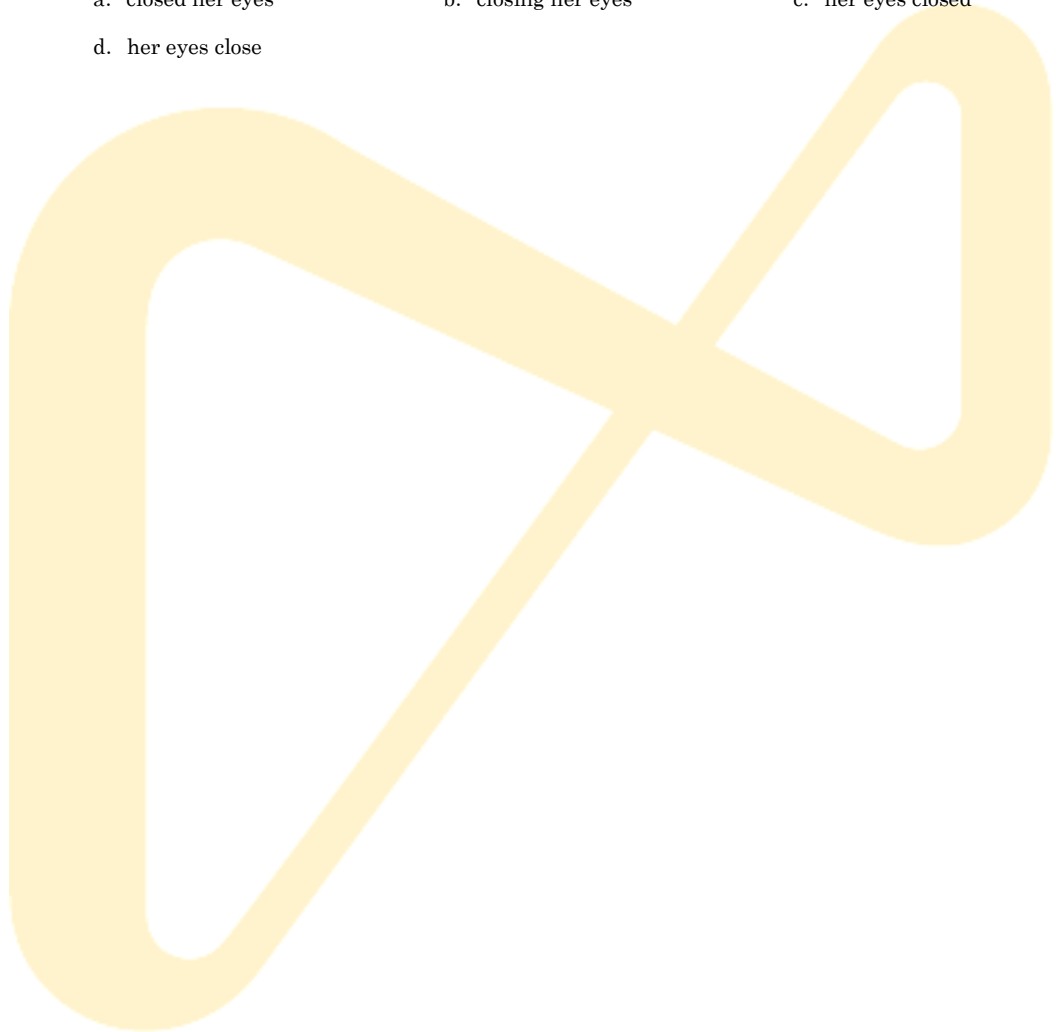 a. closed her eyes b. closing her eyes c. her eyes closed
d. her eyes close